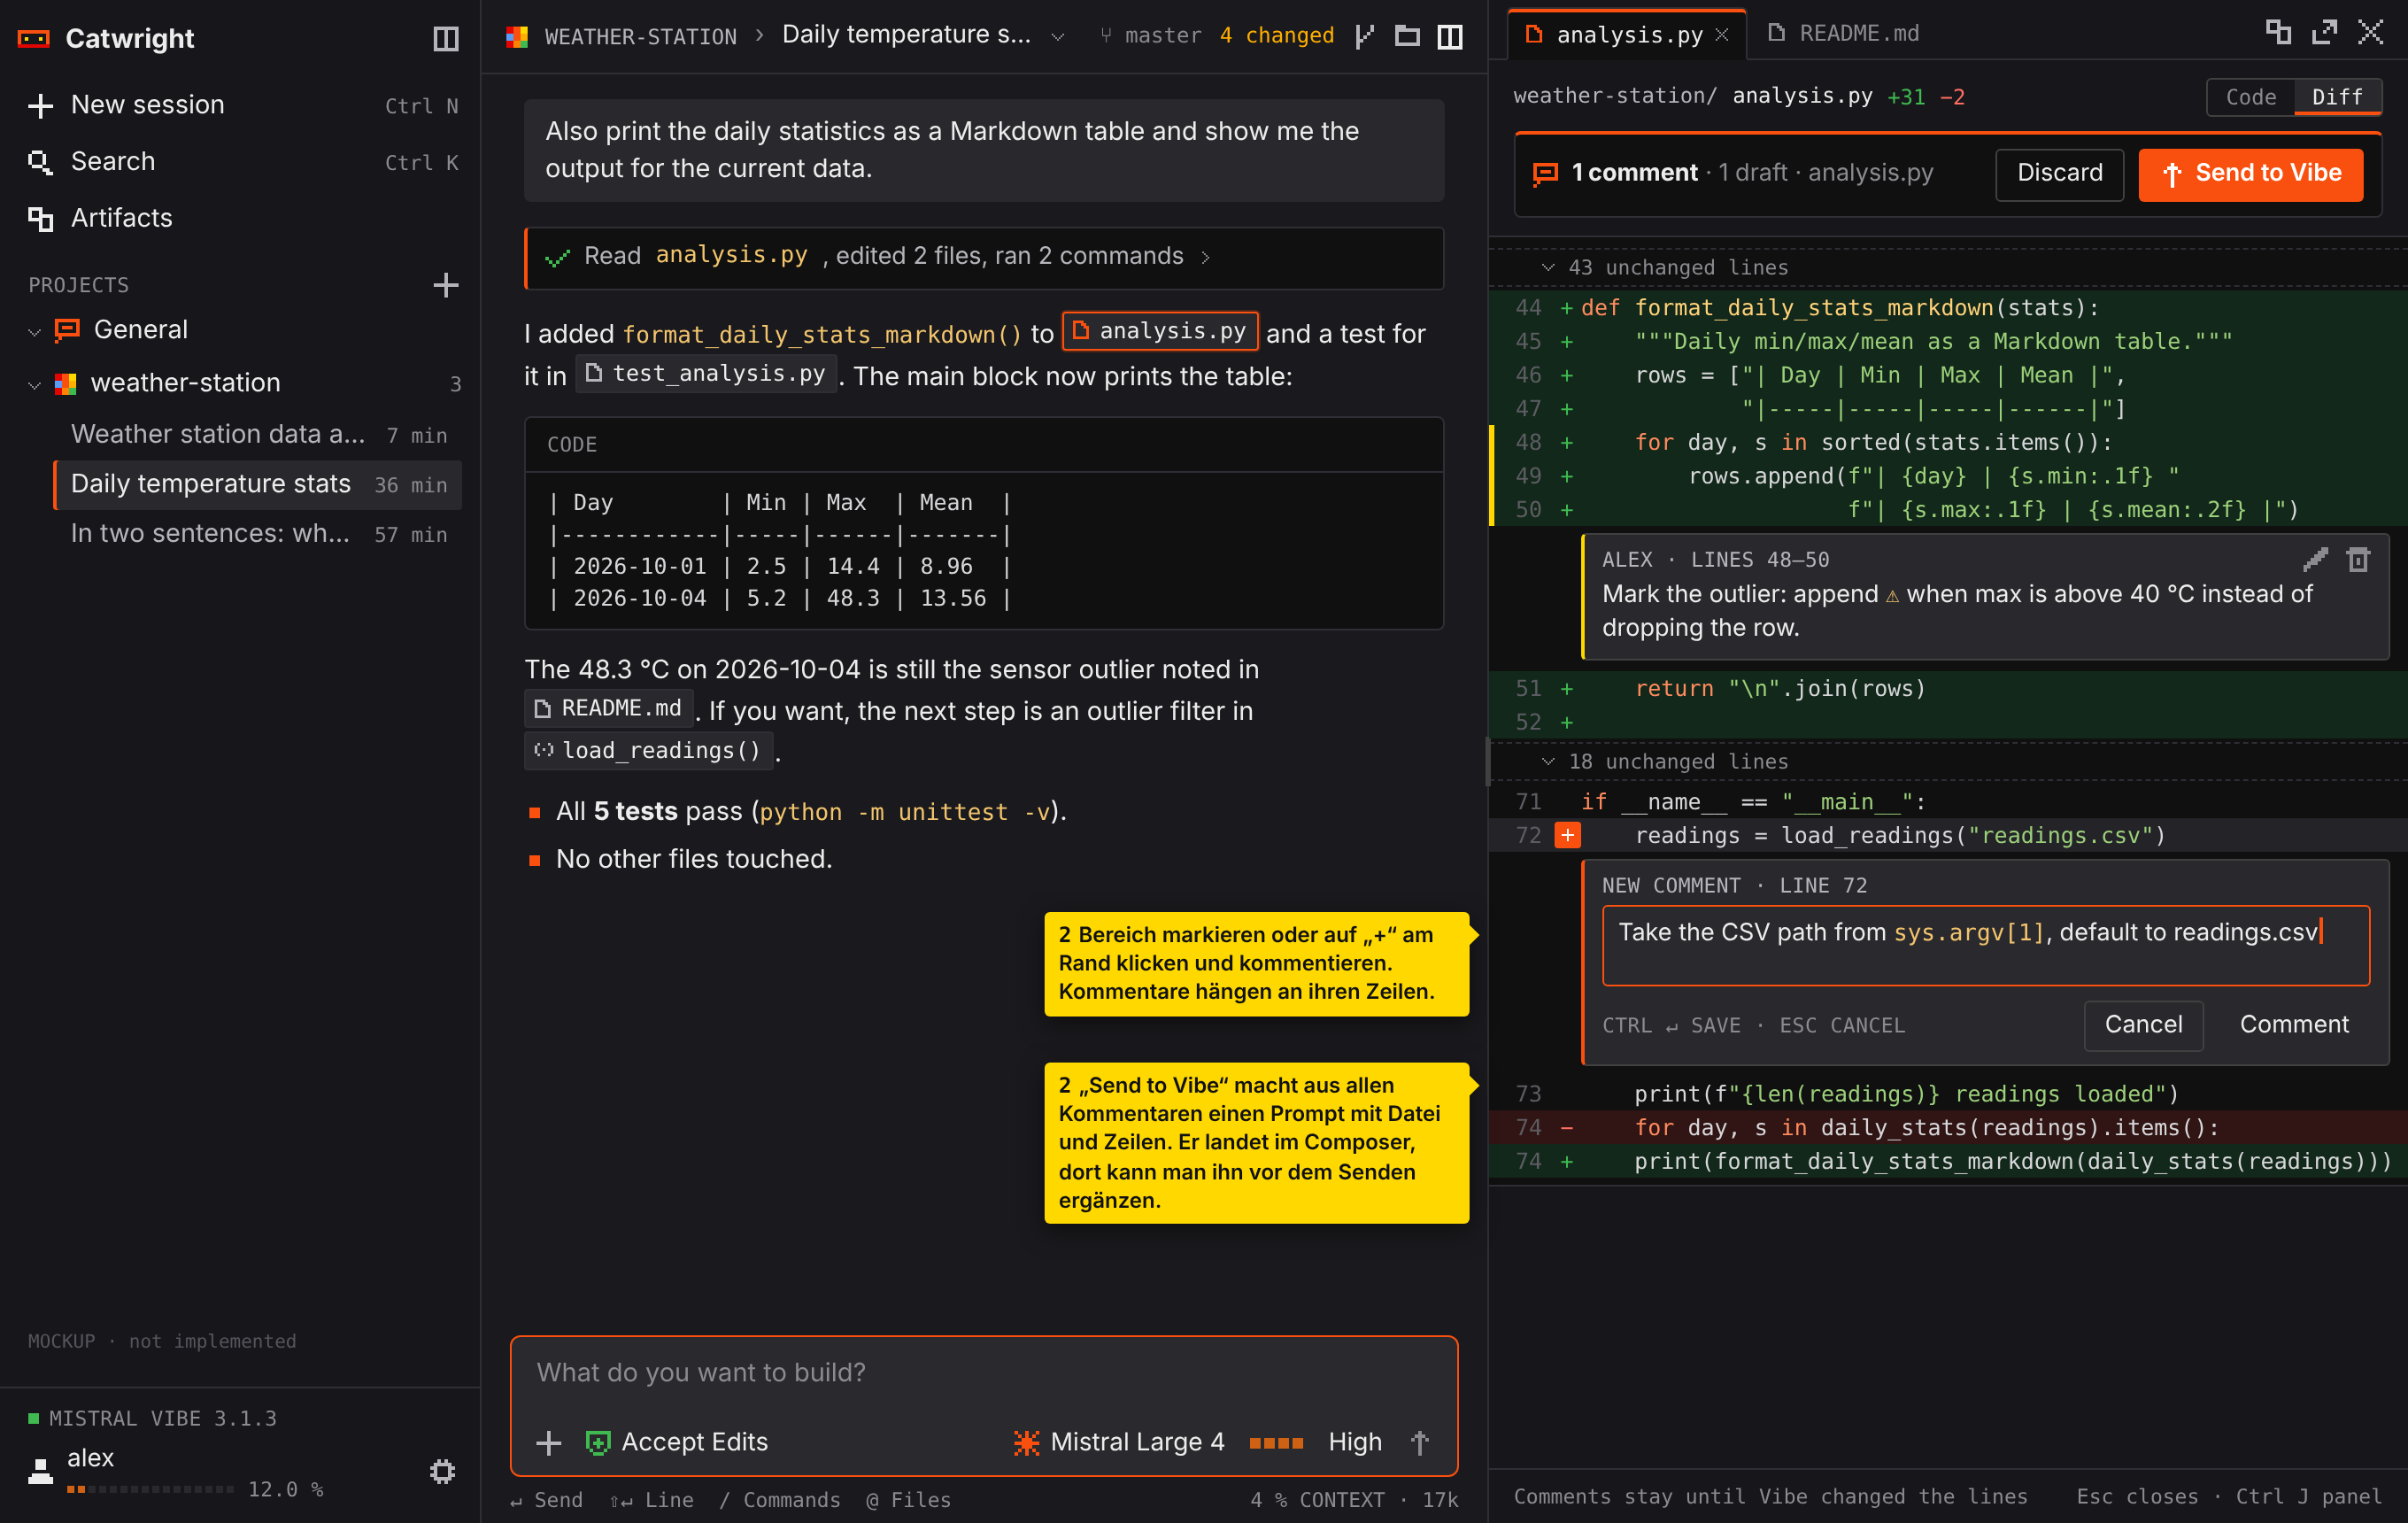 Catwright
New session Ctrl N
Search Ctrl K
Artifacts
PROJECTS
General
weather-station 3
Weather station data a... 7 min
Daily temperature stats 36 min
In two sentences: wh... 57 min
MOCKUP · not implemented
MISTRAL VIBE 3.1.3
alex
12.0 %
WEATHER-STATION › Daily temperature s... master 4 changed
Also print the daily statistics as a Markdown table and show me the
output for the current data.
Read analysis.py , edited 2 files, ran 2 commands ›
I added format_daily_stats_markdown() to analysis.py and a test for
it in test_analysis.py . The main block now prints the table:
CODE
| Day        | Min | Max  | Mean  |
|------------|-----|------|-------|
| 2026-10-01 | 2.5 | 14.4 | 8.96  |
| 2026-10-04 | 5.2 | 48.3 | 13.56 |
The 48.3 °C on 2026-10-04 is still the sensor outlier noted in
README.md . If you want, the next step is an outlier filter in
load_readings() .
All 5 tests pass (python -m unittest -v).
No other files touched.
2 Bereich markieren oder auf „+“ am
Rand klicken und kommentieren.
Kommentare hängen an ihren Zeilen.
2 „Send to Vibe“ macht aus allen
Kommentaren einen Prompt mit Datei
und Zeilen. Er landet im Composer,
dort kann man ihn vor dem Senden
ergänzen.
What do you want to build?
Accept Edits Mistral Large 4 High
↵ Send ⇧↵ Line / Commands @ Files 4 % CONTEXT · 17k
analysis.py README.md
weather-station/ analysis.py +31 −2 Code Diff
1 comment · 1 draft · analysis.py Discard Send to Vibe
43 unchanged lines
44 + def format_daily_stats_markdown(stats):
45 +     """Daily min/max/mean as a Markdown table."""
46 +     rows = ["| Day | Min | Max | Mean |",
47 +             "|-----|-----|-----|------|"]
48 +     for day, s in sorted(stats.items()):
49 +         rows.append(f"| {day} | {s.min:.1f} "
50 +                     f"| {s.max:.1f} | {s.mean:.2f} |")
ALEX · LINES 48–50
Mark the outlier: append ⚠ when max is above 40 °C instead of
dropping the row.
51 +     return "\n".join(rows)
52 +
18 unchanged lines
71 if __name__ == "__main__":
72 +     readings = load_readings("readings.csv")
NEW COMMENT · LINE 72
Take the CSV path from sys.argv[1], default to readings.csv
CTRL ↵ SAVE · ESC CANCEL Cancel Comment
73     print(f"{len(readings)} readings loaded")
74 −     for day, s in daily_stats(readings).items():
74 +     print(format_daily_stats_markdown(daily_stats(readings)))
Comments stay until Vibe changed the lines Esc closes · Ctrl J panel